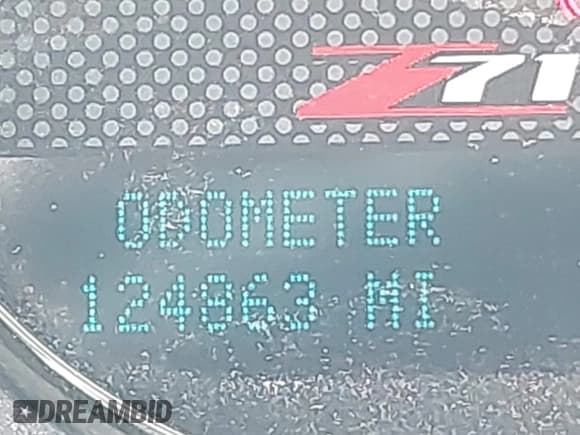 Z71
ODOMETER
124863 MI
DREAMBID